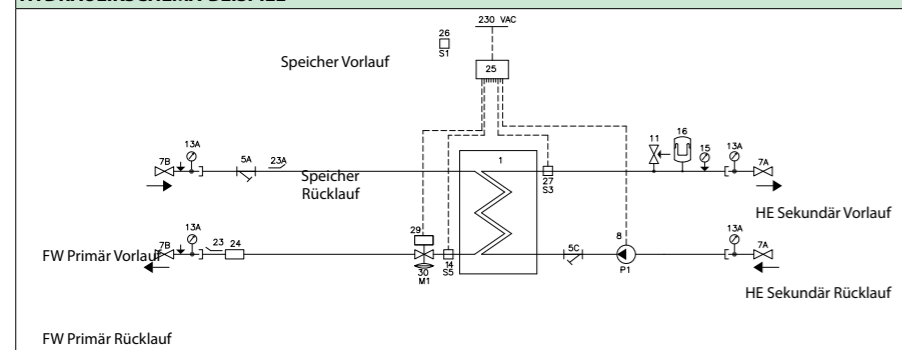 HYDRAULIKSCHEMA BEISPIEL
230 VAC
26
S1
Speicher Vorlauf
25
13A
7B
5A
23A
Speicher
Rücklauf
1
27
S3
11
16
15
13A
7A
HE Sekundär Vorlauf
13A
7B
23
24
29
30
M1
14
S5
5C
8
P1
13A
7A
FW Primär Vorlauf
HE Sekundär Rücklauf
FW Primär Rücklauf